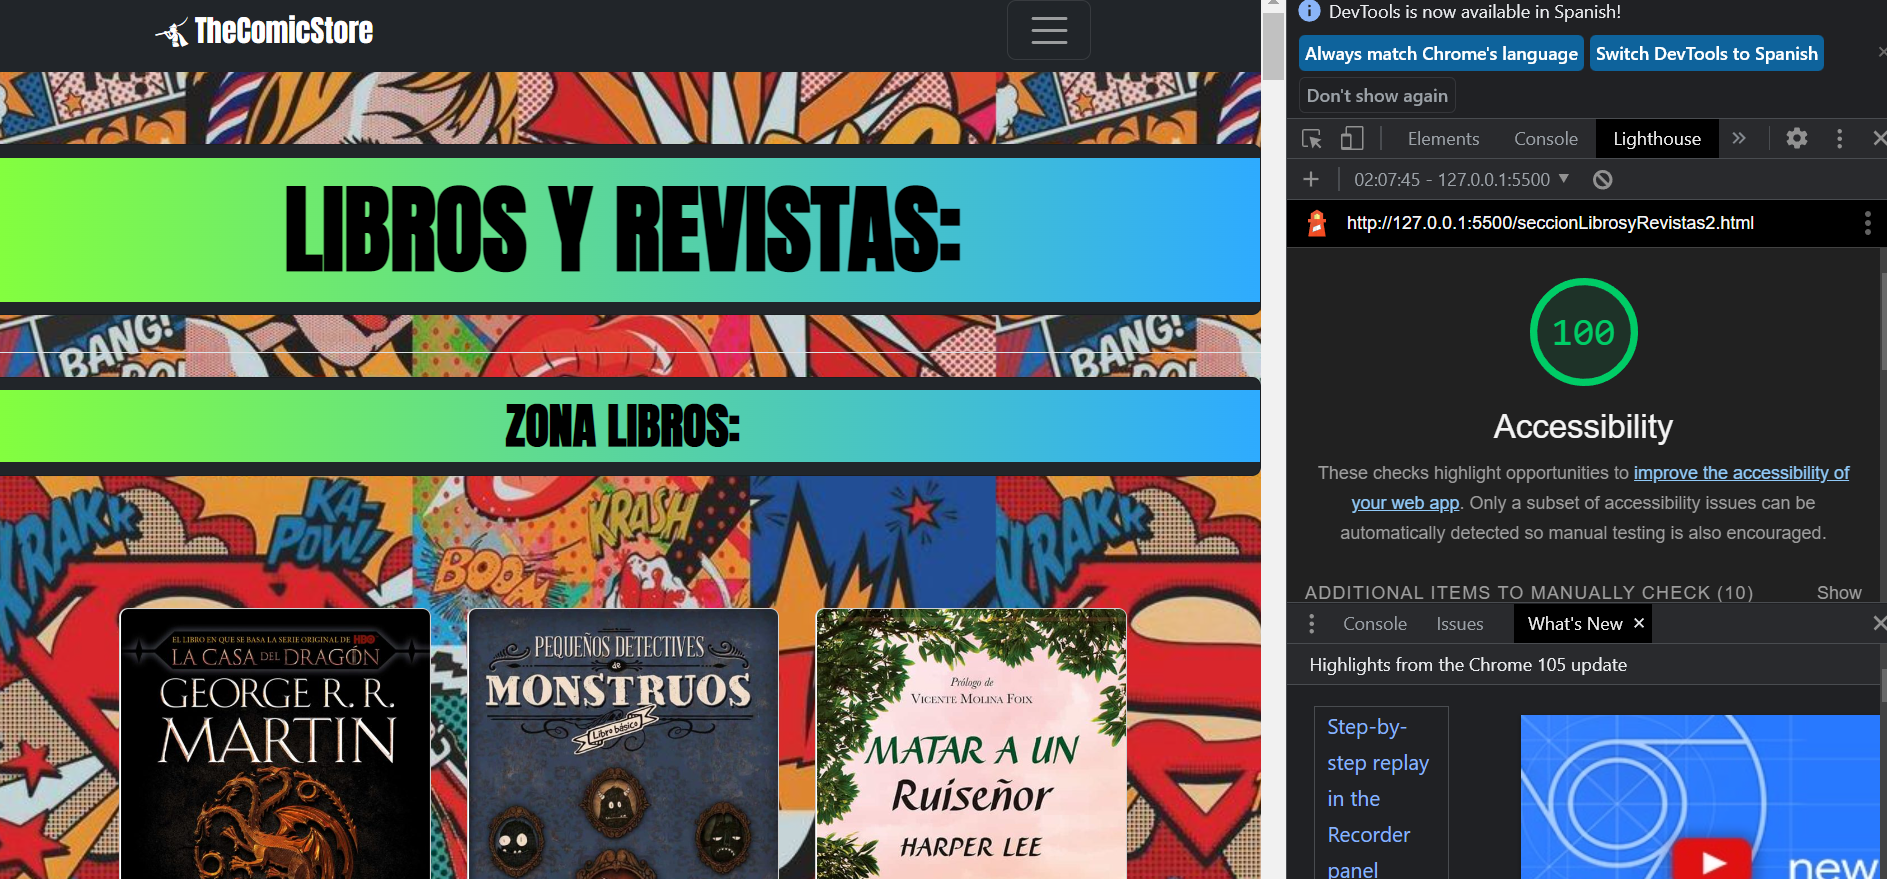 TheComicStore
LIBROS Y REVISTAS:
BANG!
BANG!
ZONA LIBROS:
KRAKK
KA-
POW!
KRASH
BOOM
KRAKK
EL LIBRO EN QUE SE BASA LA SERIE ORIGINAL DE HBO
LA CASA DEL DRAGÓN
GEORGE R. R.
MARTIN
PEQUEÑOS DETECTIVES
de
MONSTRUOS
Libro básico
Prólogo de
VICENTE MOLINA FOIX
MATAR A UN
Ruiseñor
HARPER LEE
DevTools is now available in Spanish!
Always match Chrome's language
Switch DevTools to Spanish
Don't show again
Elements
Console
Lighthouse
02:07:45 - 127.0.0.1:5500
http://127.0.0.1:5500/seccionLibrosyRevistas2.html
100
Accessibility
These checks highlight opportunities to improve the accessibility of
your web app. Only a subset of accessibility issues can be
automatically detected so manual testing is also encouraged.
ADDITIONAL ITEMS TO MANUALLY CHECK (10)
Show
Console
Issues
What's New
Highlights from the Chrome 105 update
Step-by-
step replay
in the
Recorder
panel
new